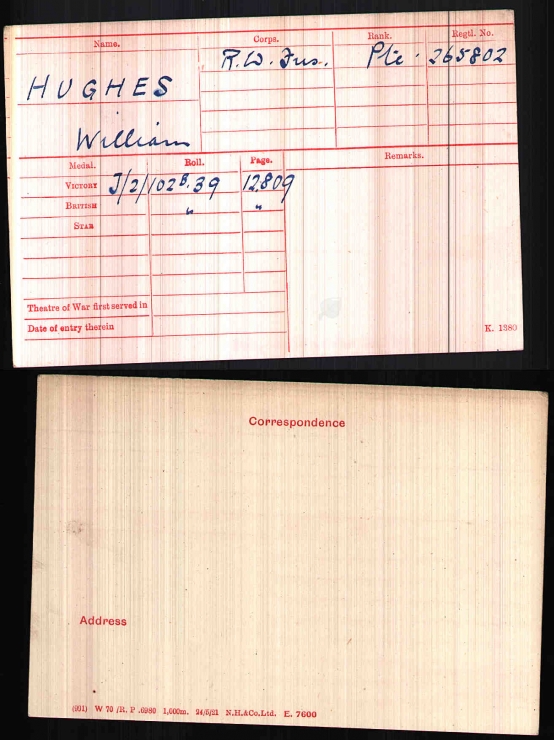 Name. Corps. Rank. Regtl. No.
R.W. Fus. Pte. 265802
HUGHES
William
Medal. Roll. Page. Remarks.
VICTORY J/2/102B.39 12809
BRITISH " "
STAR
Theatre of War first served in
Date of entry therein
K. 1380
Correspondence
Address
(931) W 70 /R. P .6980 1,000m. 24/5/21 N.H.&Co.Ltd. E. 7600